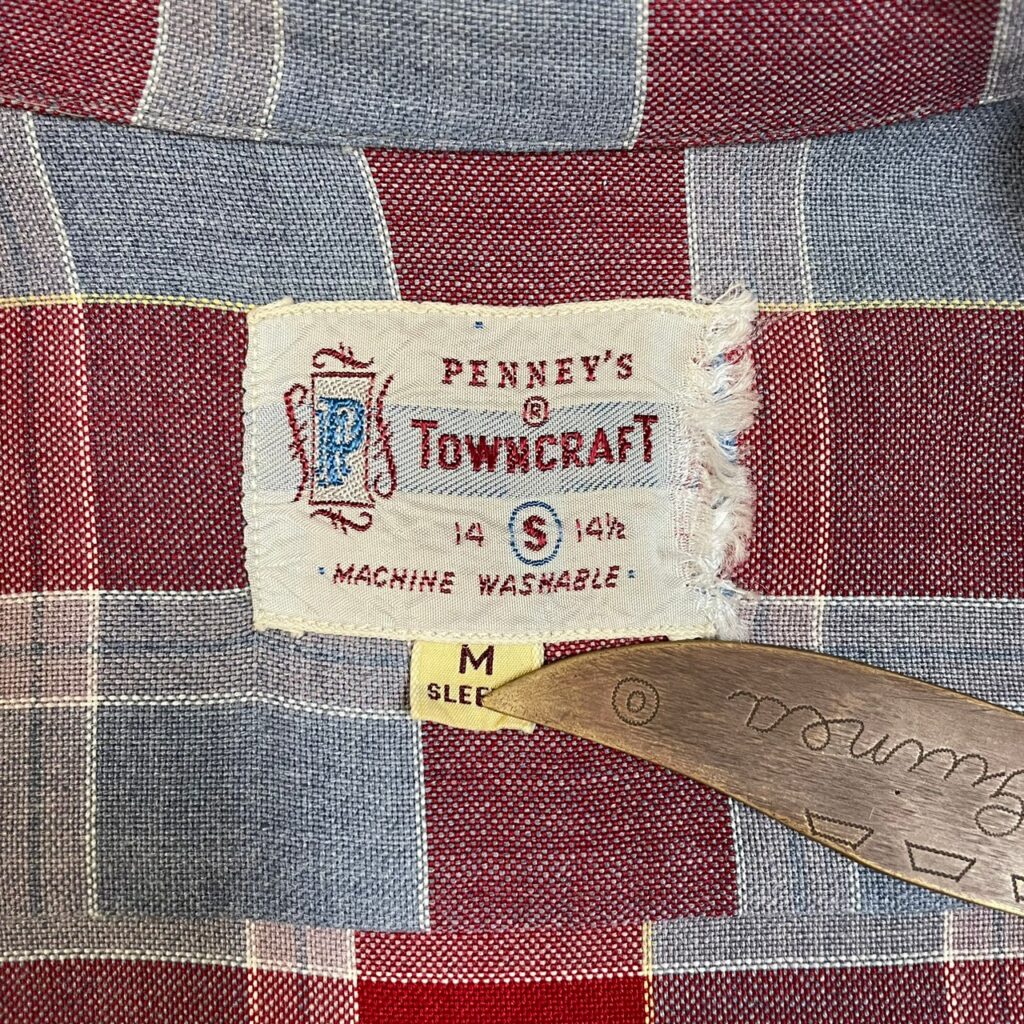 PENNEY'S
®
P
TOWNCRAFT
14 S 14½
MACHINE WASHABLE
M